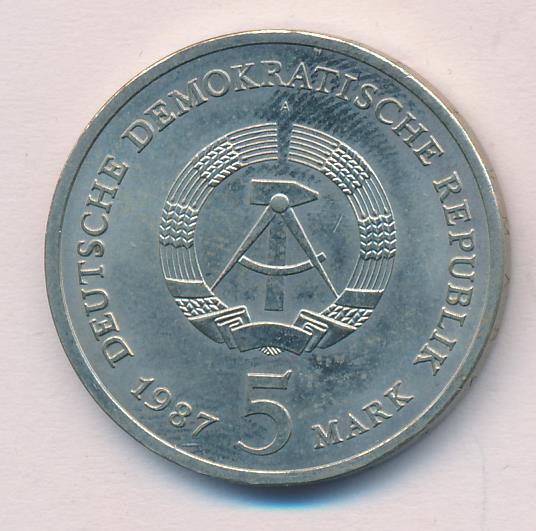 DEUTSCHE DEMOKRATISCHE REPUBLIK
A
1987 5 MARK